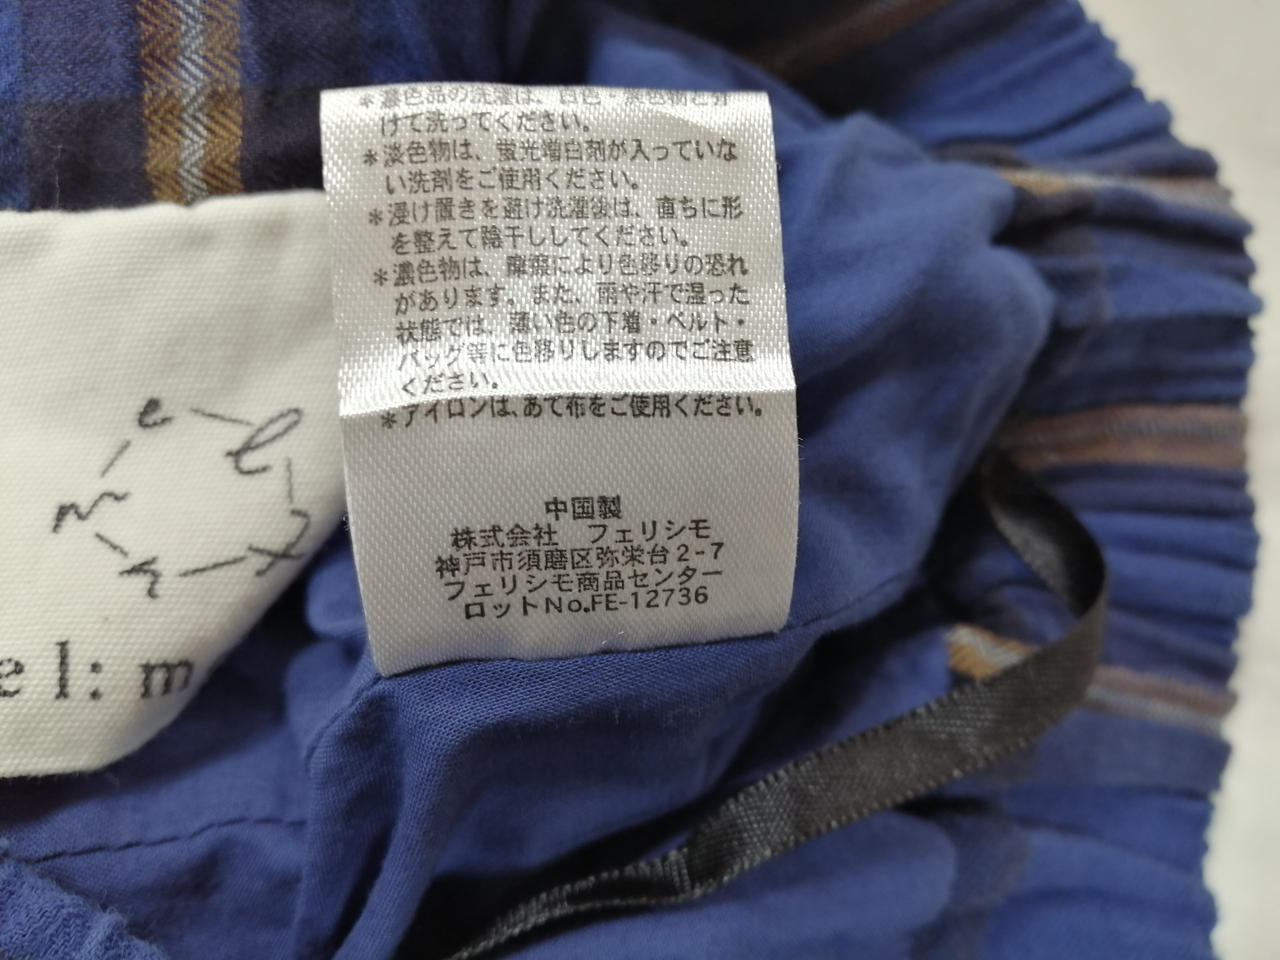 *濃色品の洗濯は、白色・淡色物と分
けて洗ってください。
*淡色物は、蛍光増白剤が入っていな
い洗剤をご使用ください。
*浸け置きを避け洗濯後は、直ちに形
を整えて陰干ししてください。
*濃色物は、摩擦により色移りの恐れ
があります。また、雨や汗で湿った
状態では、薄い色の下着・ベルト・
バッグ等に色移りしますのでご注意
ください。
*アイロンは、あて布をご使用ください。
中国製
株式会社 フェリシモ
神戸市須磨区弥栄台2-7
フェリシモ商品センター
ロットNo.FE-12736
el:m